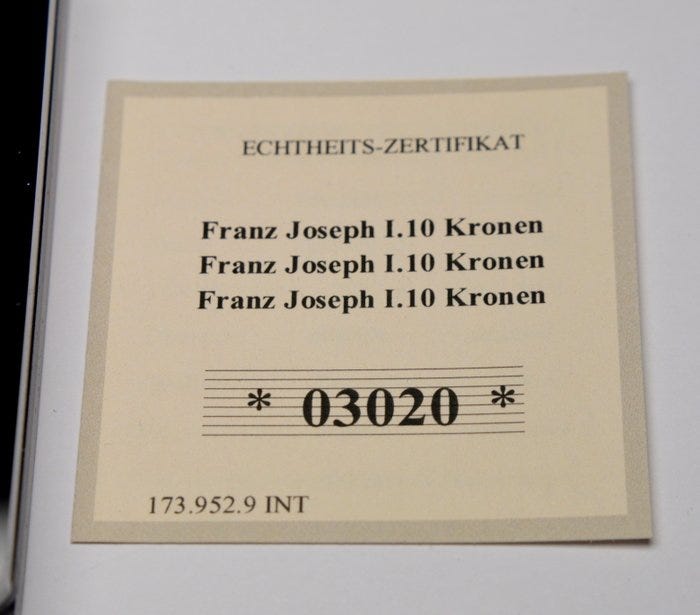 ECHTHEITS-ZERTIFIKAT
Franz Joseph I.10 Kronen
Franz Joseph I.10 Kronen
Franz Joseph I.10 Kronen
* 03020 *
173.952.9 INT